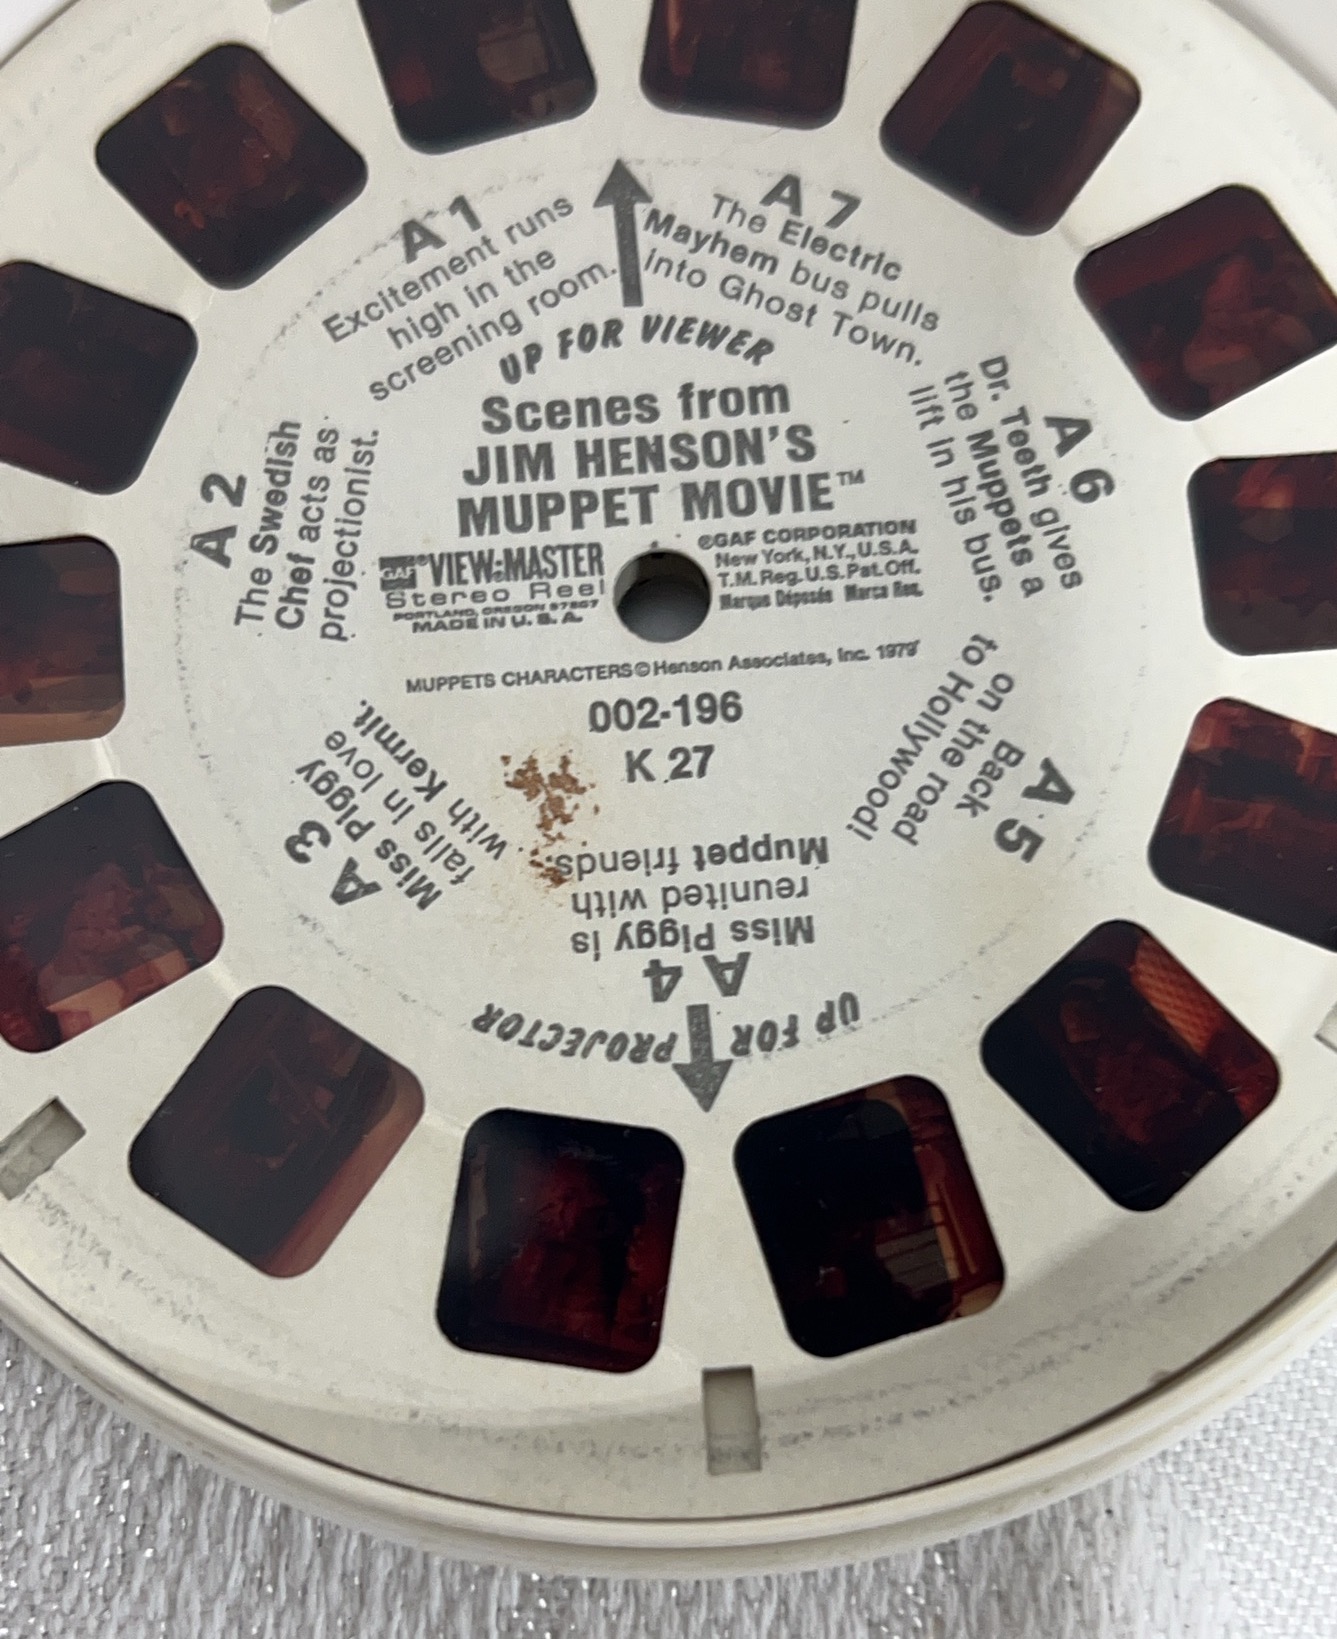 UP FOR VIEWER
Scenes from
JIM HENSON'S
MUPPET MOVIE™
GAF® VIEW-MASTER
Stereo Reel
PORTLAND, OREGON 97207
MADE IN U.S.A.
©GAF CORPORATION
New York, N.Y., U.S.A.
T.M. Reg. U.S. Pat. Off.
Marque Déposée Marca Reg.
MUPPETS CHARACTERS © Henson Associates, Inc. 1979
002-196
K 27
A 1
Excitement runs
high in the
screening room.
A 2
The Swedish
Chef acts as
projectionist.
A 3
Miss Piggy
falls in love
with Kermit.
A 4
Miss Piggy is
reunited with
Muppet friends.
A 5
Back
on the road
to Hollywood!
A 6
Dr. Teeth gives
the Muppets a
lift in his bus.
A 7
The Electric
Mayhem bus pulls
into Ghost Town.
UP FOR PROJECTOR